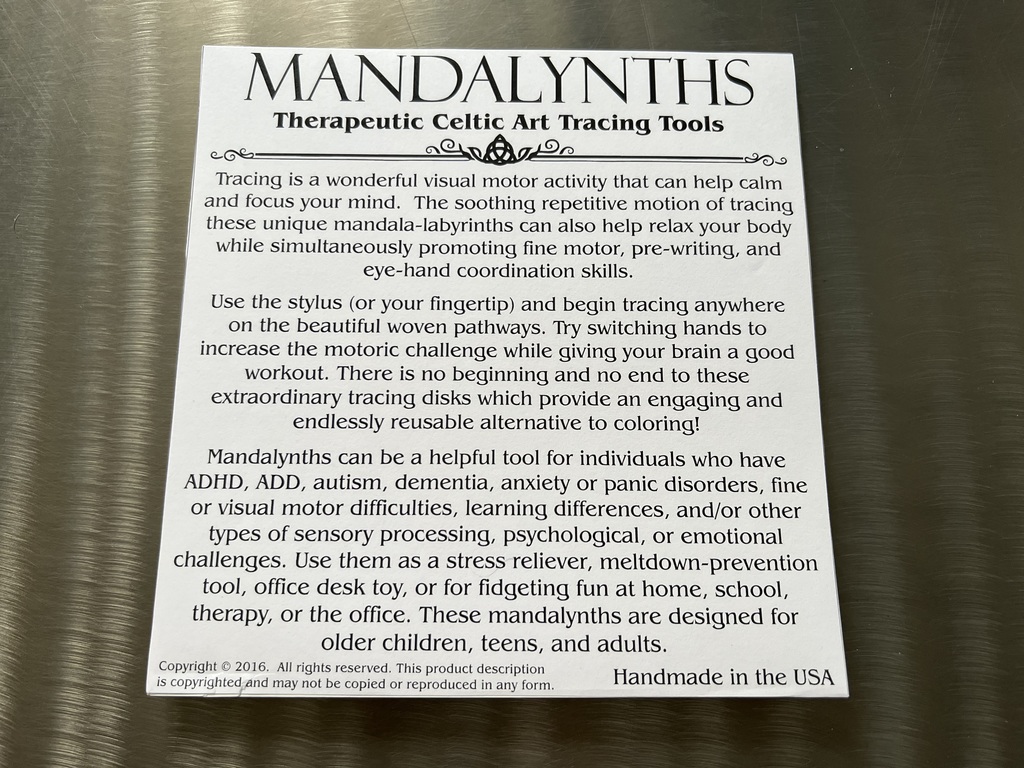 MANDALYNTHS
Therapeutic Celtic Art Tracing Tools
Tracing is a wonderful visual motor activity that can help calm
and focus your mind.  The soothing repetitive motion of tracing
these unique mandala-labyrinths can also help relax your body
while simultaneously promoting fine motor, pre-writing, and
eye-hand coordination skills.
Use the stylus (or your fingertip) and begin tracing anywhere
on the beautiful woven pathways. Try switching hands to
increase the motoric challenge while giving your brain a good
workout. There is no beginning and no end to these
extraordinary tracing disks which provide an engaging and
endlessly reusable alternative to coloring!
Mandalynths can be a helpful tool for individuals who have
ADHD, ADD, autism, dementia, anxiety or panic disorders, fine
or visual motor difficulties, learning differences, and/or other
types of sensory processing, psychological, or emotional
challenges. Use them as a stress reliever, meltdown-prevention
tool, office desk toy, or for fidgeting fun at home, school,
therapy, or the office. These mandalynths are designed for
older children, teens, and adults.
Copyright © 2016.  All rights reserved. This product description
is copyrighted and may not be copied or reproduced in any form.
Handmade in the USA